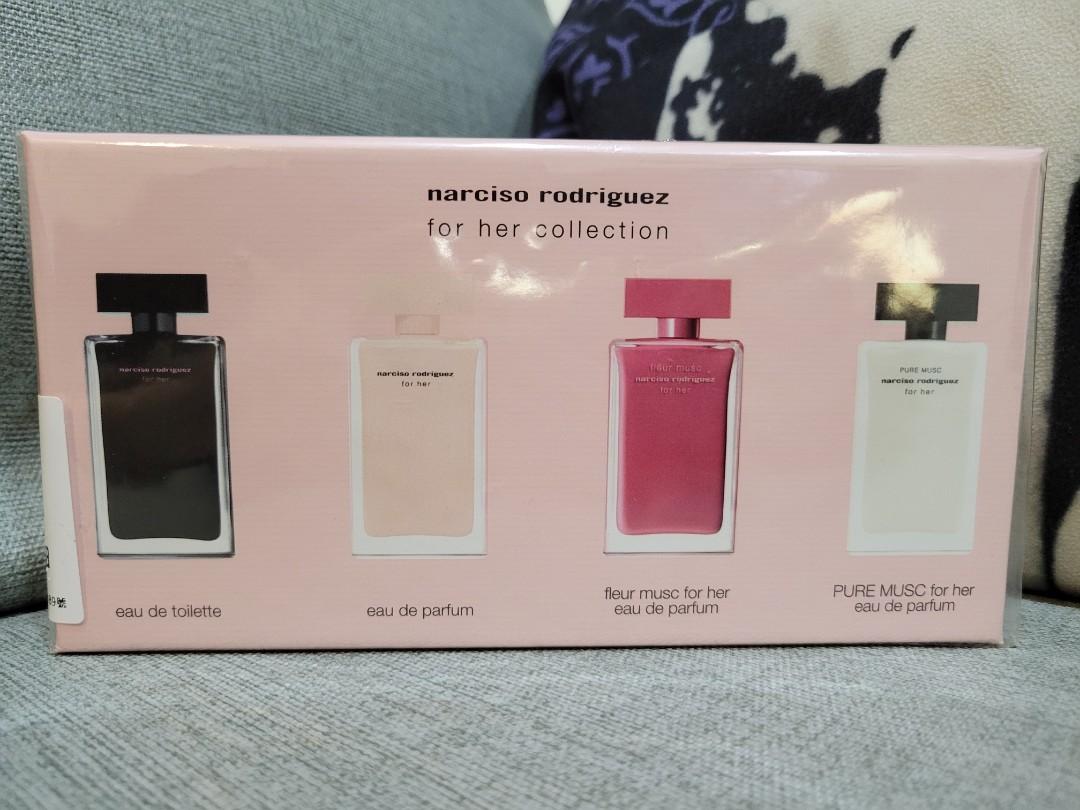 narciso rodriguez
for her collection
narciso rodriguez
for her
narciso rodriguez
for her
fleur musc
narciso rodriguez
for her
PURE MUSC
narciso rodriguez
for her
eau de toilette
eau de parfum
fleur musc for her
eau de parfum
PURE MUSC for her
eau de parfum